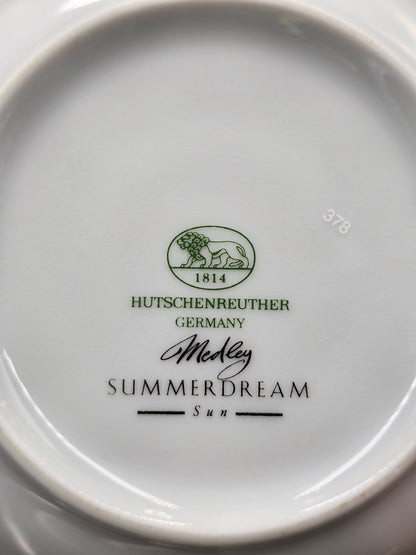 1814
HUTSCHENREUTHER
GERMANY
Medley
SUMMERDREAM
Sun
378